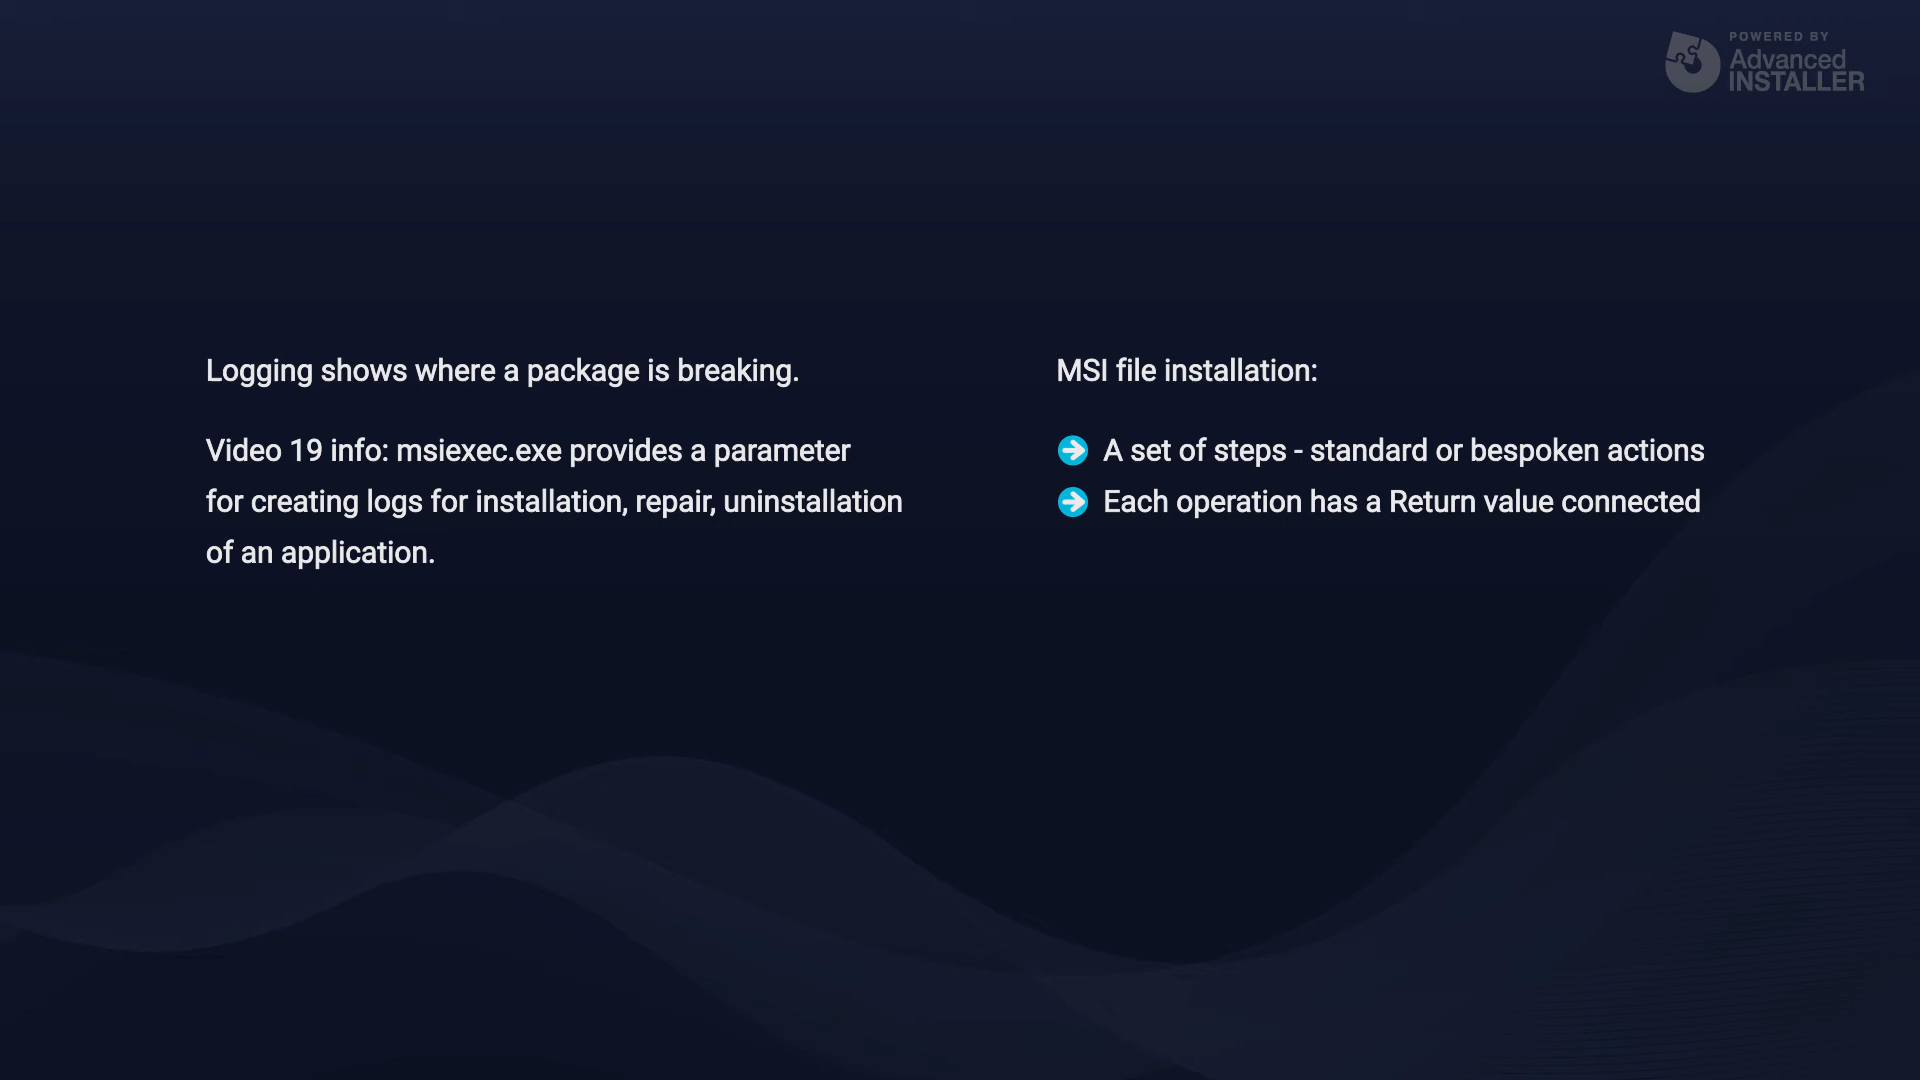 POWERED BY
Advanced
INSTALLER
Logging shows where a package is breaking.
Video 19 info: msiexec.exe provides a parameter
for creating logs for installation, repair, uninstallation
of an application.
MSI file installation:
A set of steps - standard or bespoken actions
Each operation has a Return value connected